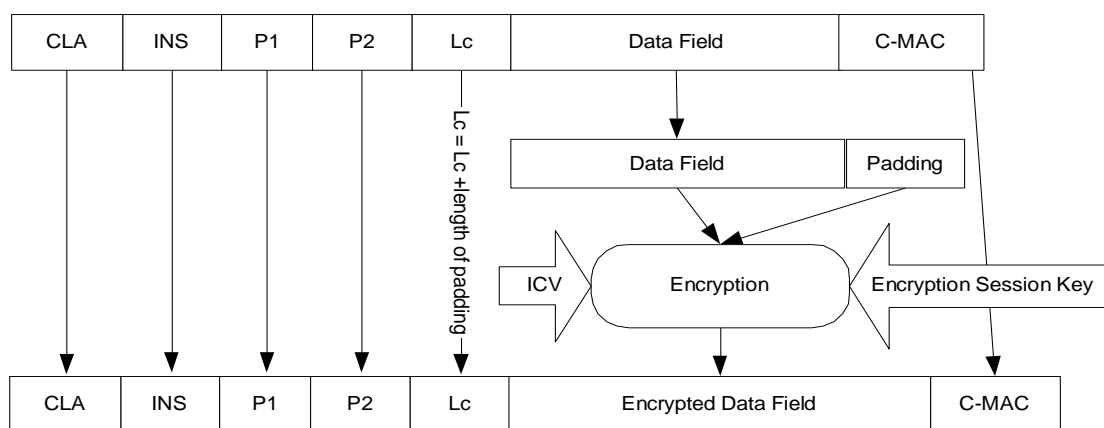 CLA INS P1 P2 Lc Data Field C-MAC
Lc = Lc +length of padding
Data Field Padding
ICV Encryption Encryption Session Key
CLA INS P1 P2 Lc Encrypted Data Field C-MAC